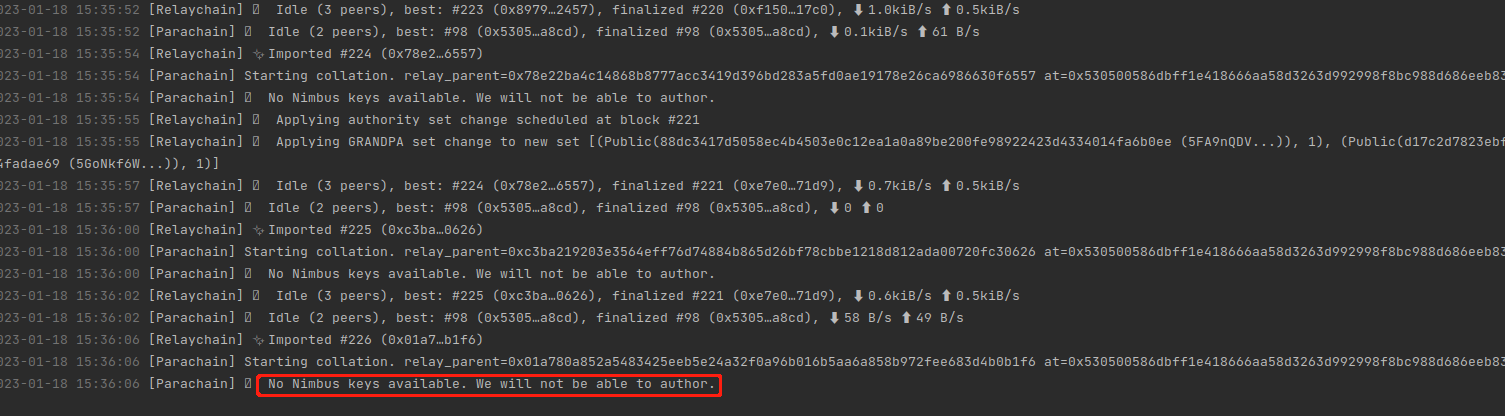 023-01-18 15:35:52 [Relaychain] Idle (3 peers), best: #223 (0x8979…2457), finalized #220 (0xf150…17c0), ⬇ 1.0kiB/s ⬆ 0.5kiB/s
023-01-18 15:35:52 [Parachain] Idle (2 peers), best: #98 (0x5305…a8cd), finalized #98 (0x5305…a8cd), ⬇ 0.1kiB/s ⬆ 61 B/s
023-01-18 15:35:54 [Relaychain] ✨ Imported #224 (0x78e2…6557)
023-01-18 15:35:54 [Parachain] Starting collation. relay_parent=0x78e22ba4c14868b8777acc3419d396bd283a5fd0ae19178e26ca6986630f6557 at=0x530500586dbff1e418666aa58d3263d992998f8bc988d686eeb83
023-01-18 15:35:54 [Parachain] No Nimbus keys available. We will not be able to author.
023-01-18 15:35:55 [Relaychain] Applying authority set change scheduled at block #221
023-01-18 15:35:55 [Relaychain] Applying GRANDPA set change to new set [(Public(88dc3417d5058ec4b4503e0c12ea1a0a89be200fe98922423d4334014fa6b0ee (5FA9nQDV...)), 1), (Public(d17c2d7823ebf
4fadae69 (5GoNkf6W...)), 1)]
023-01-18 15:35:57 [Relaychain] Idle (3 peers), best: #224 (0x78e2…6557), finalized #221 (0xe7e0…71d9), ⬇ 0.7kiB/s ⬆ 0.5kiB/s
023-01-18 15:35:57 [Parachain] Idle (2 peers), best: #98 (0x5305…a8cd), finalized #98 (0x5305…a8cd), ⬇ 0 ⬆ 0
023-01-18 15:36:00 [Relaychain] ✨ Imported #225 (0xc3ba…0626)
023-01-18 15:36:00 [Parachain] Starting collation. relay_parent=0xc3ba219203e3564eff76d74884b865d26bf78cbbe1218d812ada00720fc30626 at=0x530500586dbff1e418666aa58d3263d992998f8bc988d686eeb83
023-01-18 15:36:00 [Parachain] No Nimbus keys available. We will not be able to author.
023-01-18 15:36:02 [Relaychain] Idle (3 peers), best: #225 (0xc3ba…0626), finalized #221 (0xe7e0…71d9), ⬇ 0.6kiB/s ⬆ 0.5kiB/s
023-01-18 15:36:02 [Parachain] Idle (2 peers), best: #98 (0x5305…a8cd), finalized #98 (0x5305…a8cd), ⬇ 58 B/s ⬆ 49 B/s
023-01-18 15:36:06 [Relaychain] ✨ Imported #226 (0x01a7…b1f6)
023-01-18 15:36:06 [Parachain] Starting collation. relay_parent=0x01a780a852a5483425eeb5e24a32f0a96b016b5aa6a858b972fee683d4b0b1f6 at=0x530500586dbff1e418666aa58d3263d992998f8bc988d686eeb83
023-01-18 15:36:06 [Parachain] No Nimbus keys available. We will not be able to author.